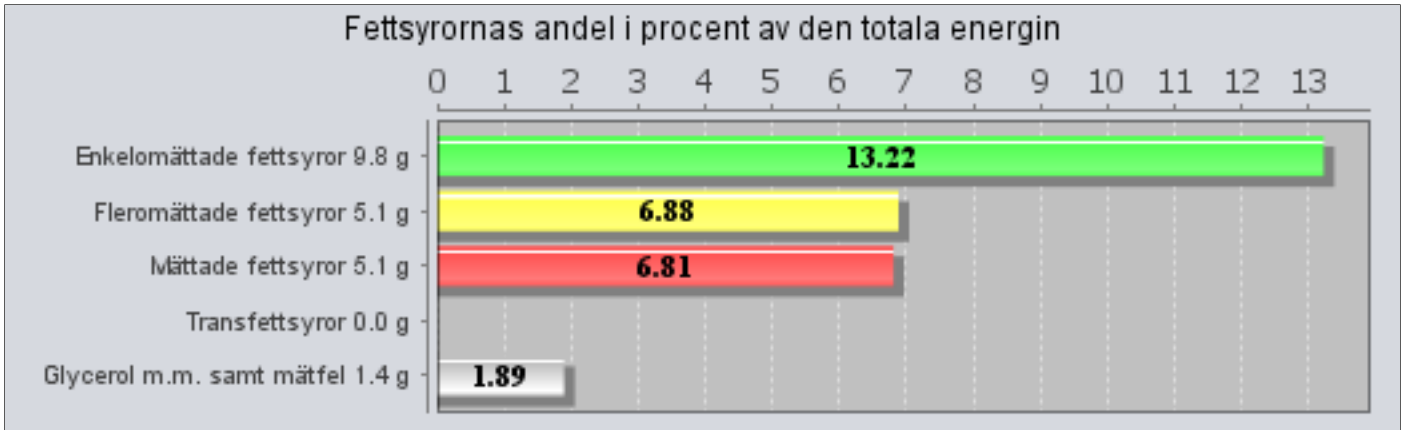 Fettsyrornas andel i procent av den totala energin
0 1 2 3 4 5 6 7 8 9 10 11 12 13
Enkelomättade fettsyror 9.8 g 13.22
Fleromättade fettsyror 5.1 g 6.88
Mättade fettsyror 5.1 g 6.81
Transfettsyror 0.0 g
Glycerol m.m. samt mätfel 1.4 g 1.89